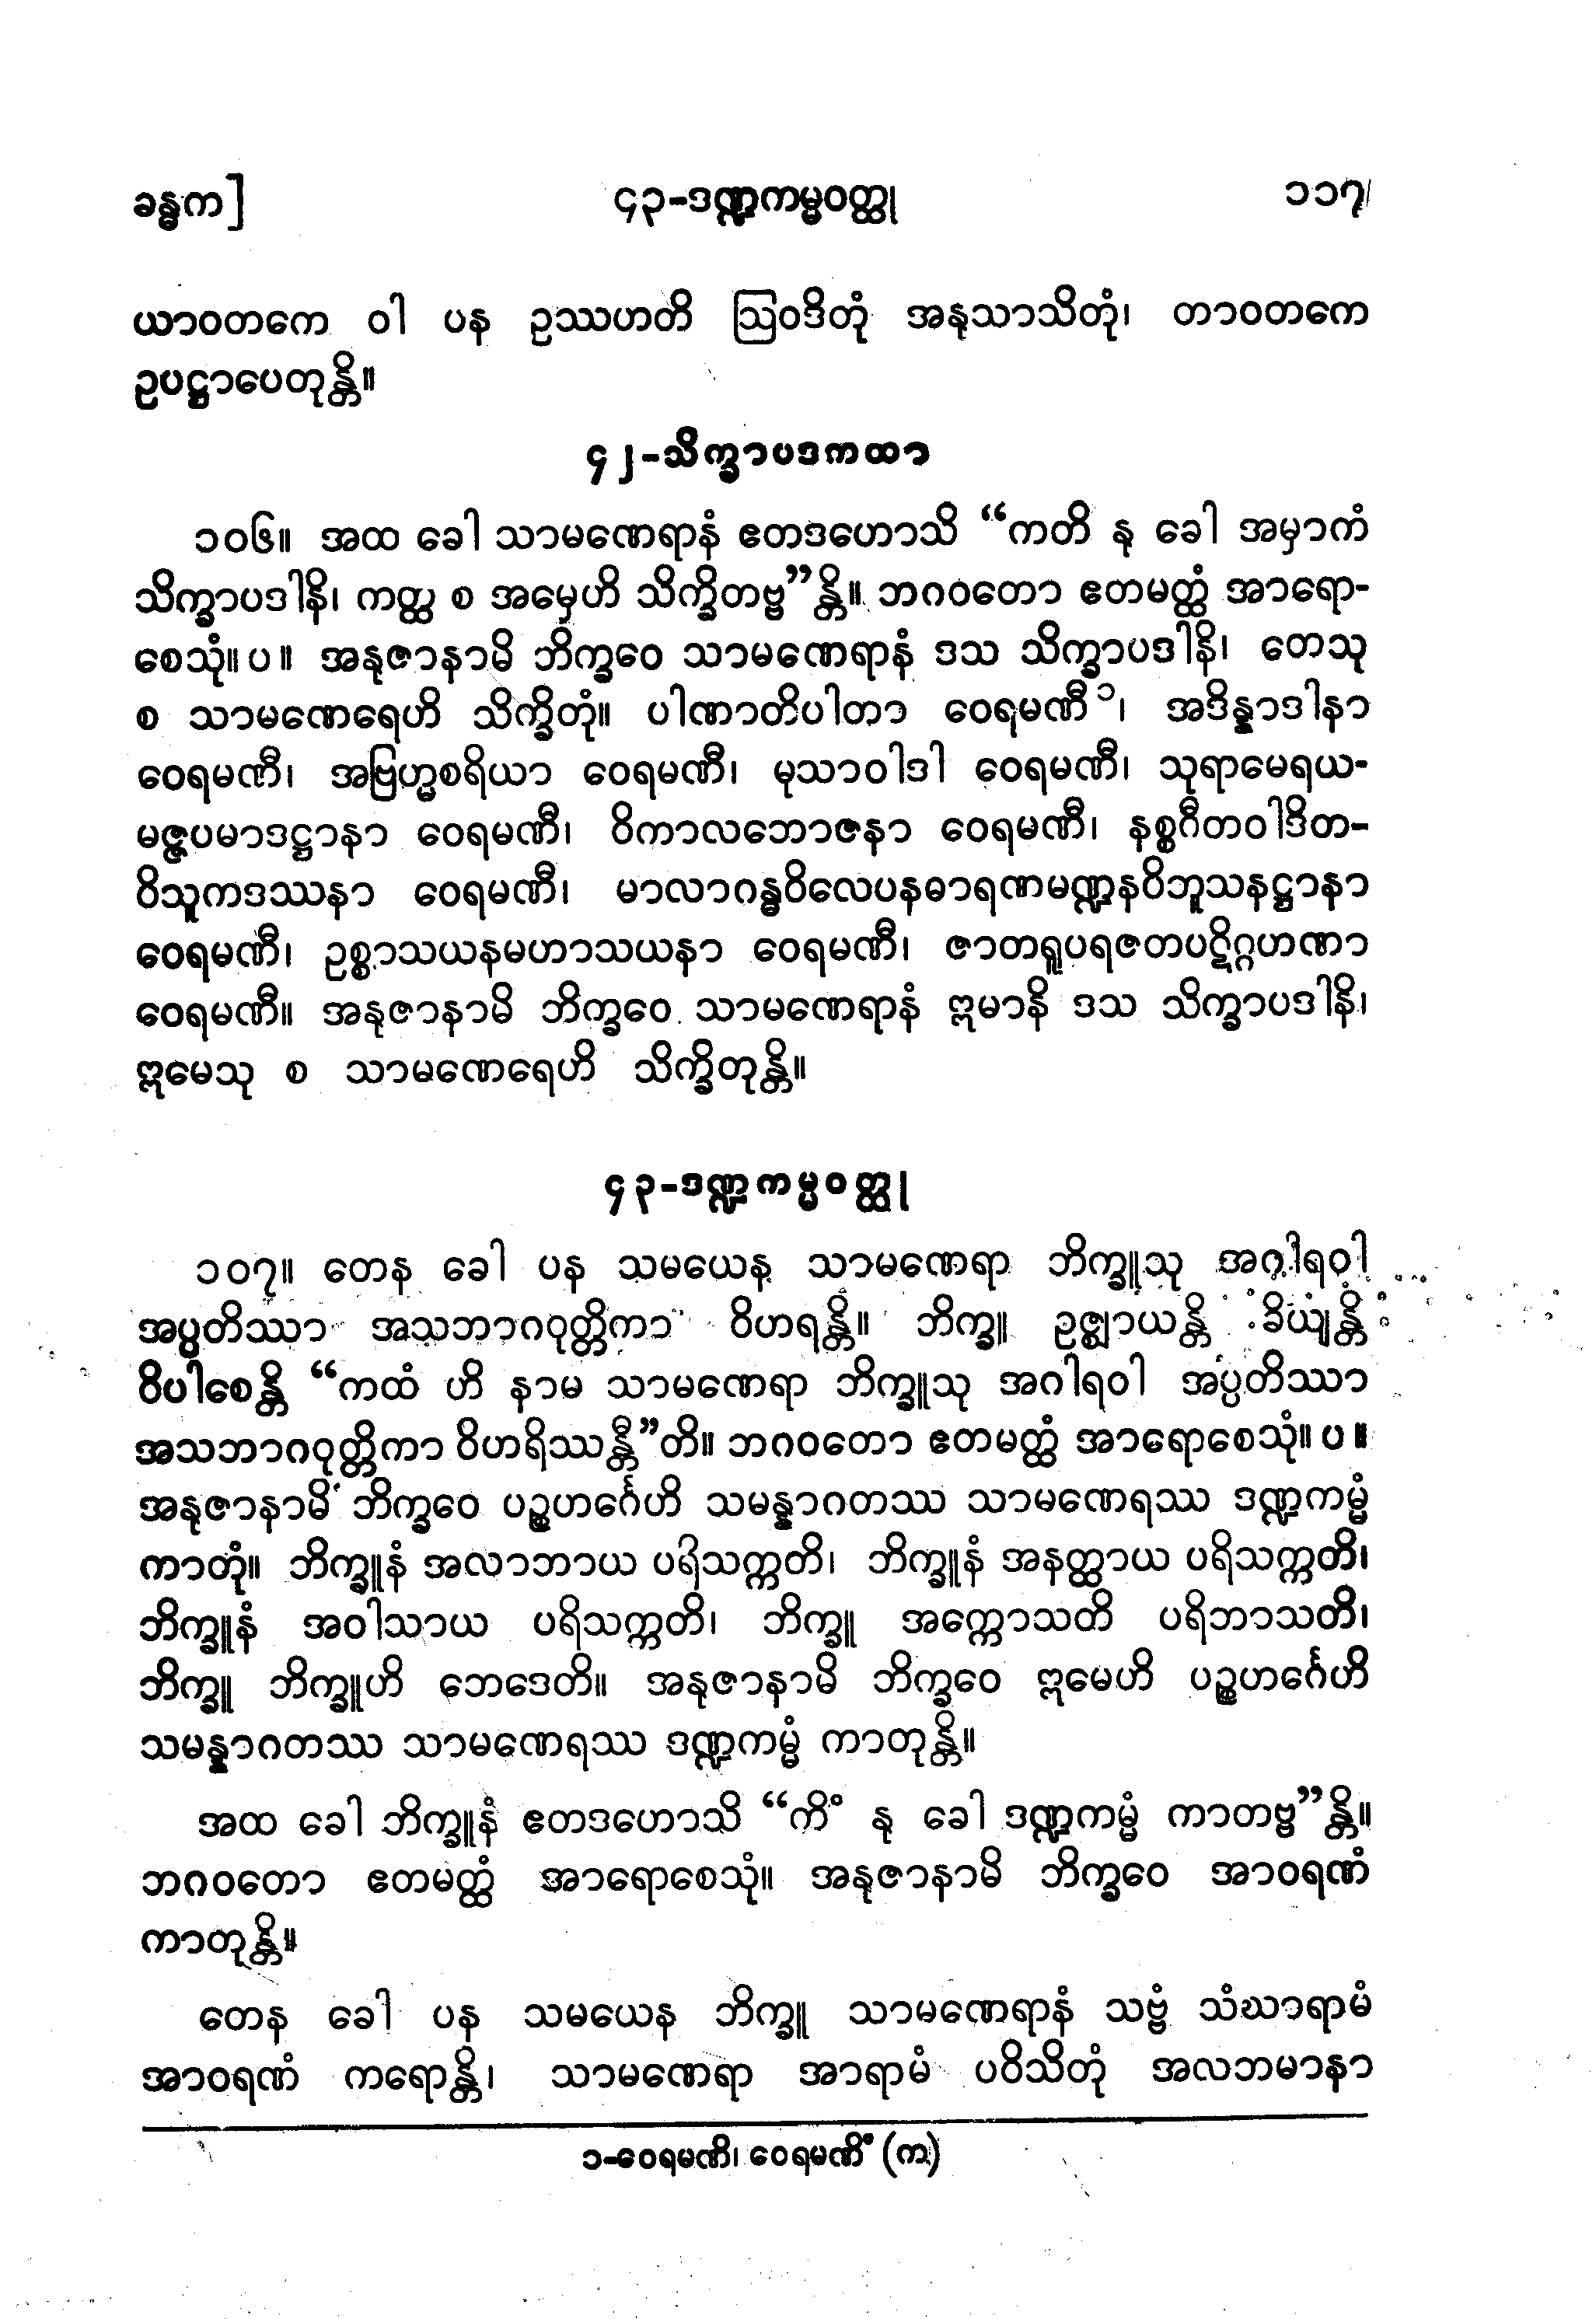 ခန္ဓက]
၄၃-ဒဏ္ဍကမ္မဝတ္ထု
၁၁၇
ယာဝတကေ ဝါ ပန ဥဿဟတိ ဩဝဒိတုံ အနုသာသိတုံ၊ တာဝတကေ
ဥပဋ္ဌာပေတုန္တိ။
၄၂-သိက္ခာပဒကထာ
၁၀၆။ အထ ခေါ သာမဏေရာနံ ဧတဒဟောသိ “ကတိ နု ခေါ အမှာကံ
သိက္ခာပဒါနိ၊ ကတ္ထ စ အမှေဟိ သိက္ခိတဗ္ဗ”န္တိ။ ဘဂဝတော ဧတမတ္ထံ အာရော-
စေသုံ။ပ။ အနုဇာနာမိ ဘိက္ခဝေ သာမဏေရာနံ ဒသ သိက္ခာပဒါနိ၊ တေသု
စ သာမဏေရေဟိ သိက္ခိတုံ။ ပါဏာတိပါတာ ဝေရမဏီ၁၊ အဒိန္နာဒါနာ
ဝေရမဏီ၊ အဗြဟ္မစရိယာ ဝေရမဏီ၊ မုသာဝါဒါ ဝေရမဏီ၊ သုရာမေရယ-
မဇ္ဇပမာဒဋ္ဌာနာ ဝေရမဏီ၊ ဝိကာလဘောဇနာ ဝေရမဏီ၊ နစ္စဂီတဝါဒိတ-
ဝိသူကဒဿနာ ဝေရမဏီ၊ မာလာဂန္ဓဝိလေပနဓာရဏမဏ္ဍနဝိဘူသနဋ္ဌာနာ
ဝေရမဏီ၊ ဥစ္စာသယနမဟာသယနာ ဝေရမဏီ၊ ဇာတရူပရဇတပဋိဂ္ဂဟဏာ
ဝေရမဏီ။ အနုဇာနာမိ ဘိက္ခဝေ သာမဏေရာနံ ဣမာနိ ဒသ သိက္ခာပဒါနိ၊
ဣမေသု စ သာမဏေရေဟိ သိက္ခိတုန္တိ။
၄၃-ဒဏ္ဍကမ္မဝတ္ထု
၁၀၇။ တေန ခေါ ပန သမယေန သာမဏေရာ ဘိက္ခူသု အဂါရဝါ
အပ္ပတိဿာ အသဘာဂဝုတ္တိကာ ဝိဟရန္တိ။ ဘိက္ခူ ဥဇ္ဈာယန္တိ ခိယျန္တိ
ဝိပါစေန္တိ “ကထံ ဟိ နာမ သာမဏေရာ ဘိက္ခူသု အဂါရဝါ အပ္ပတိဿာ
အသဘာဂဝုတ္တိကာ ဝိဟရိဿန္တီ”တိ။ ဘဂဝတော ဧတမတ္ထံ အာရောစေသုံ။ပ။
အနုဇာနာမိ ဘိက္ခဝေ ပဉ္စဟင်္ဂေဟိ သမန္နာဂတဿ သာမဏေရဿ ဒဏ္ဍကမ္မံ
ကာတုံ။ ဘိက္ခူနံ အလာဘာယ ပရိသက္ကတိ၊ ဘိက္ခူနံ အနတ္ထာယ ပရိသက္ကတိ၊
ဘိက္ခူနံ အဝါသာယ ပရိသက္ကတိ၊ ဘိက္ခူ အက္ကောသတိ ပရိဘာသတိ၊
ဘိက္ခူ ဘိက္ခူဟိ ဘေဒေတိ။ အနုဇာနာမိ ဘိက္ခဝေ ဣမေဟိ ပဉ္စဟင်္ဂေဟိ
သမန္နာဂတဿ သာမဏေရဿ ဒဏ္ဍကမ္မံ ကာတုန္တိ။
အထ ခေါ ဘိက္ခူနံ ဧတဒဟောသိ “ကိံ နု ခေါ ဒဏ္ဍကမ္မံ ကာတဗ္ဗ”န္တိ။
ဘဂဝတော ဧတမတ္ထံ အာရောစေသုံ။ အနုဇာနာမိ ဘိက္ခဝေ အာဝရဏံ
ကာတုန္တိ။
တေန ခေါ ပန သမယေန ဘိက္ခူ သာမဏေရာနံ သဗ္ဗံ သံဃာရာမံ
အာဝရဏံ ကရောန္တိ၊ သာမဏေရာ အာရာမံ ပဝိသိတုံ အလဘမာနာ
၁-ဝေရမဏိ၊ ဝေရမဏိံ (က)